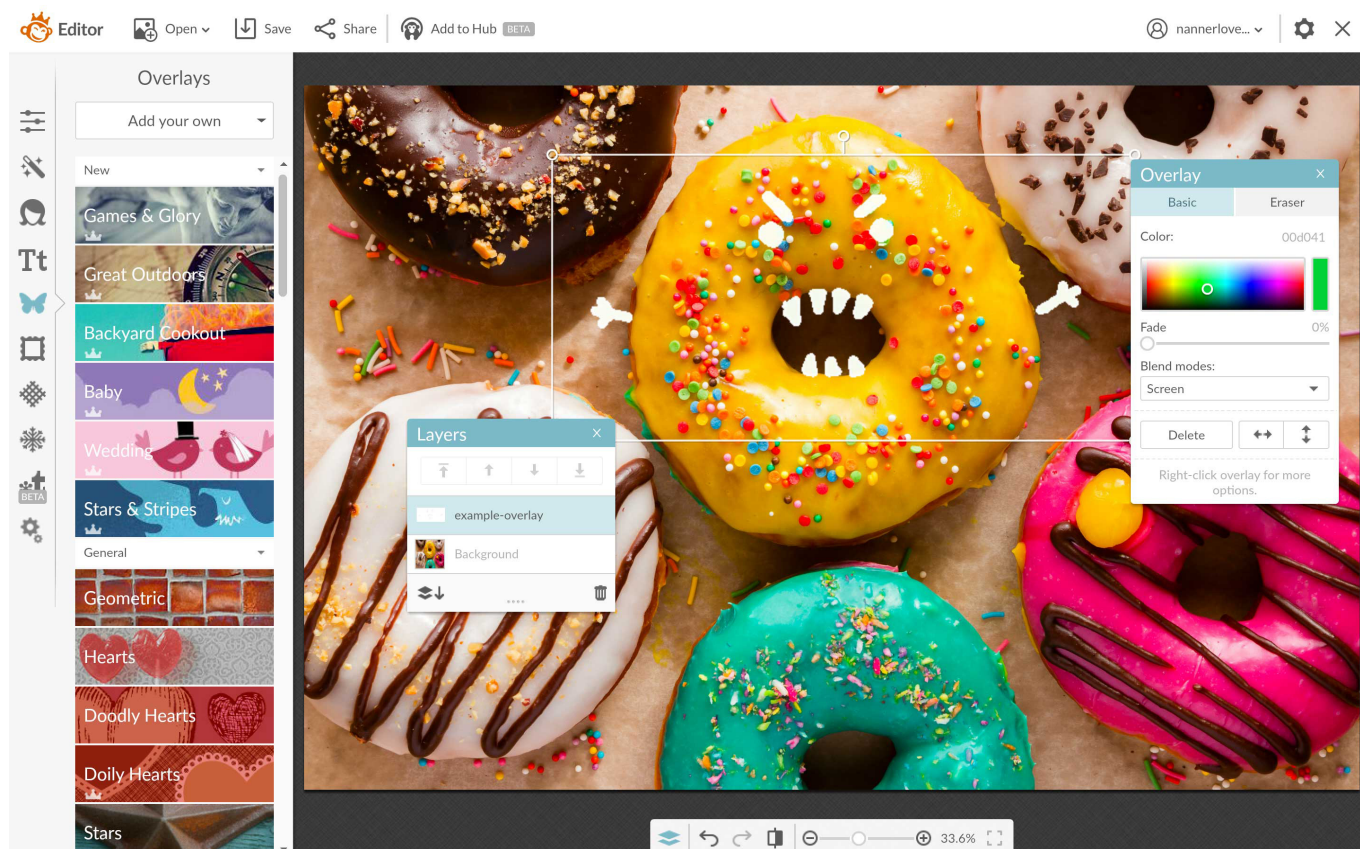 Editor
Open
Save
Share
Add to Hub BETA
nannerlove...
Overlays
Add your own
New
Games & Glory
Great Outdoors
Backyard Cookout
Baby
Wedding
Stars & Stripes
General
Geometric
Hearts
Doodly Hearts
Doily Hearts
Stars
Tt
BETA
Layers
example-overlay
Background
Overlay
Basic
Eraser
Color:
00d041
Fade
0%
Blend modes:
Screen
Delete
Right-click overlay for more
options.
33.6%